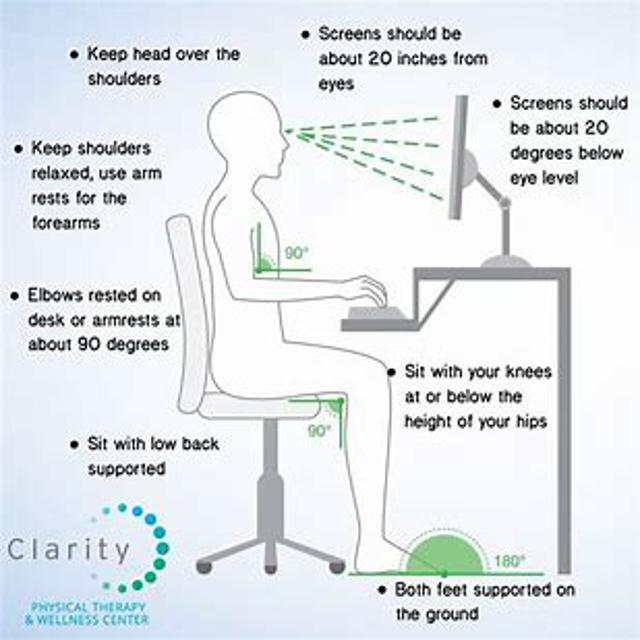 • Keep head over the
shoulders
• Screens should be
about 20 inches from
eyes
• Screens should
be about 20
degrees below
eye level
• Keep shoulders
relaxed, use arm
rests for the
forearms
90°
• Elbows rested on
desk or armrests at
about 90 degrees
• Sit with your knees
at or below the
height of your hips
90°
• Sit with low back
supported
180°
• Both feet supported on
the ground
Clarity
PHYSICAL THERAPY
& WELLNESS CENTER